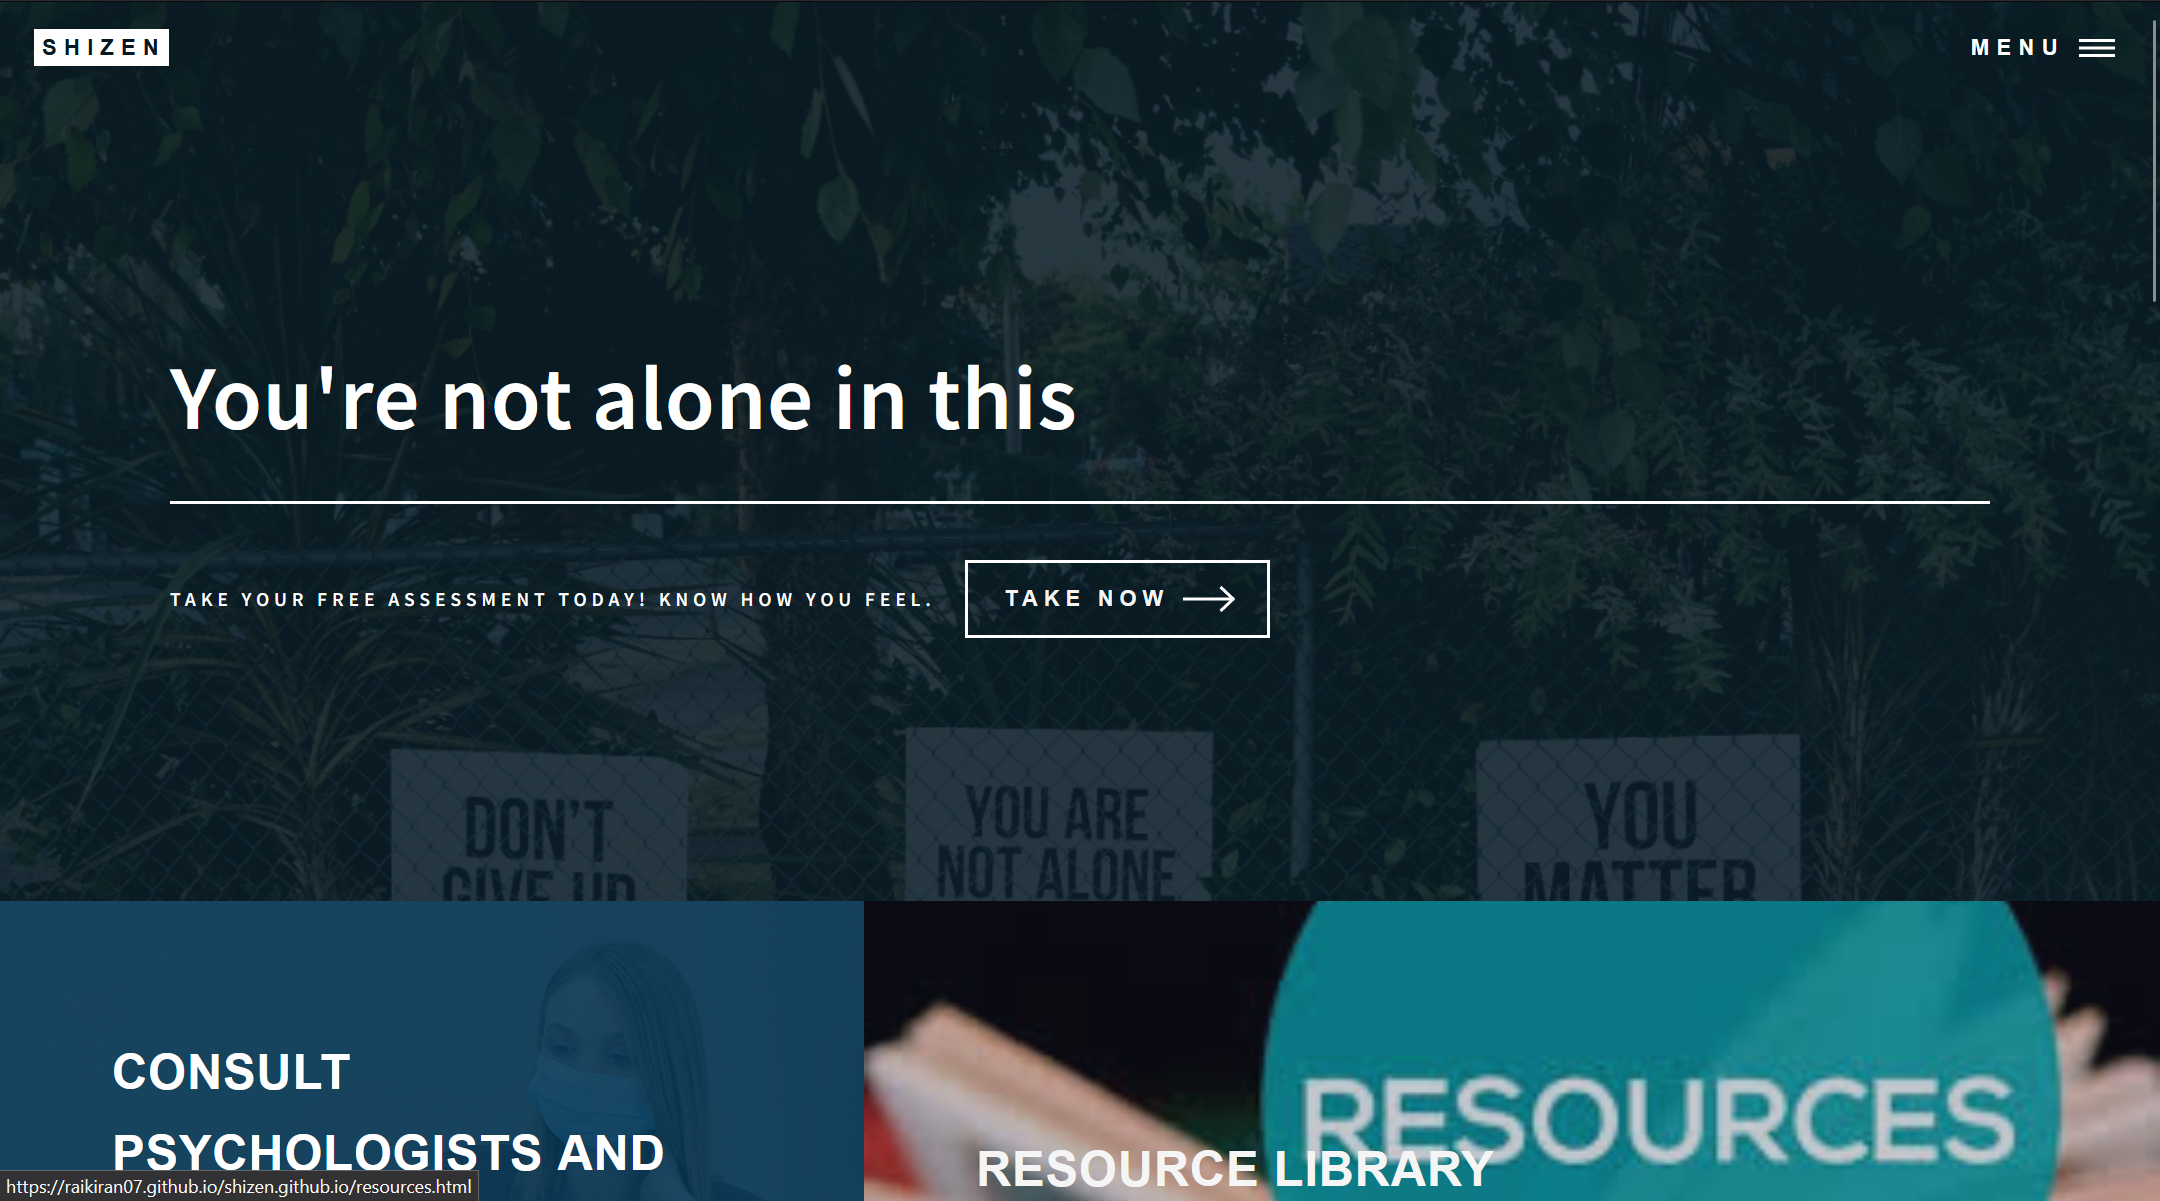 SHIZEN
MENU
You're not alone in this
TAKE YOUR FREE ASSESSMENT TODAY! KNOW HOW YOU FEEL.
TAKE NOW
DON'T
GIVE UP
YOU ARE
NOT ALONE
YOU
MATTER
CONSULT
PSYCHOLOGISTS AND
RESOURCES
RESOURCE LIBRARY
https://raikiran07.github.io/shizen.github.io/resources.html